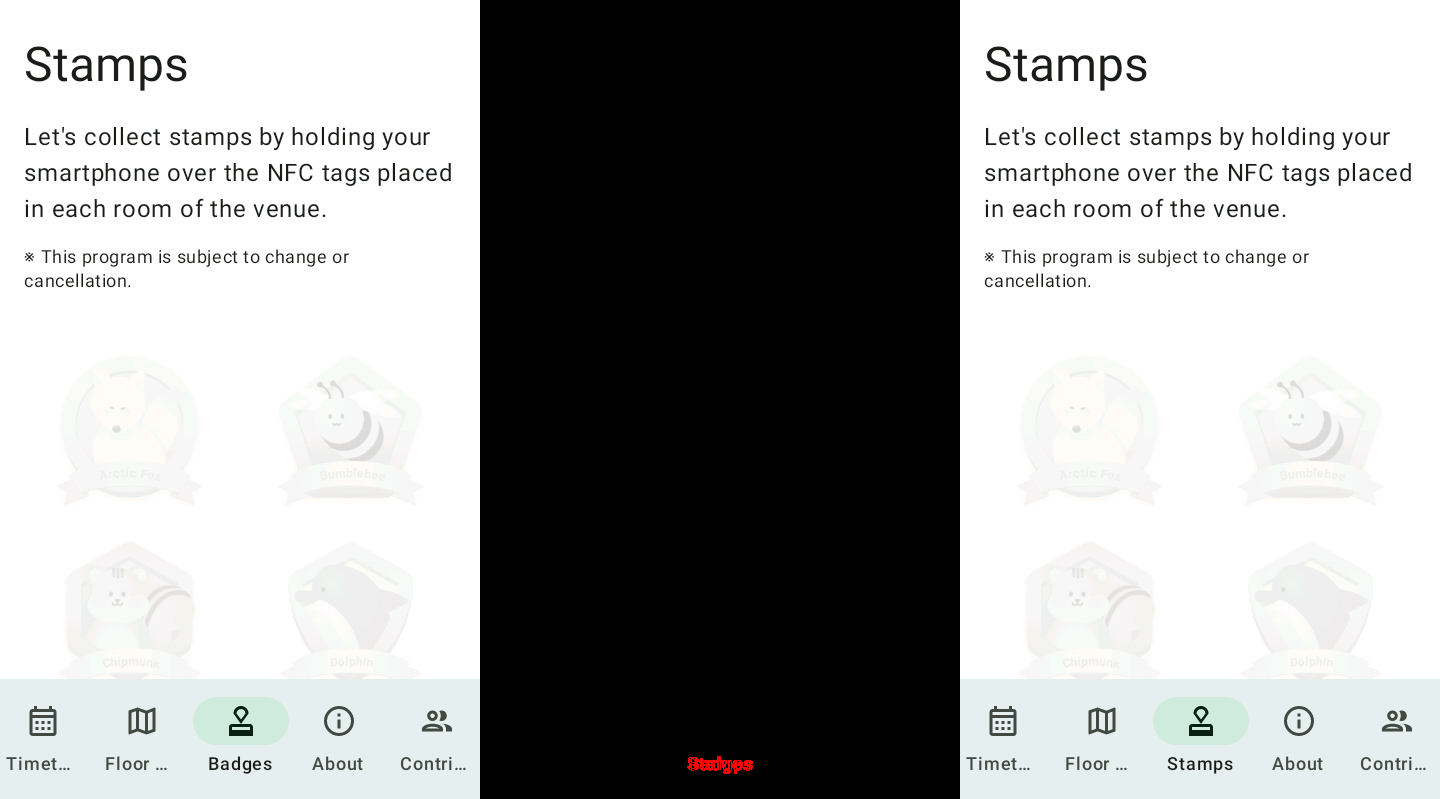 Stamps
Let's collect stamps by holding your
smartphone over the NFC tags placed
in each room of the venue.
※ This program is subject to change or
cancellation.
Arctic Fox
Bumblebee
Chipmunk
Dolphin
Timet...
Floor ...
Badges
About
Contri...
Stamps
Let's collect stamps by holding your
smartphone over the NFC tags placed
in each room of the venue.
※ This program is subject to change or
cancellation.
Arctic Fox
Bumblebee
Chipmunk
Dolphin
Timet...
Floor ...
Stamps
About
Contri...